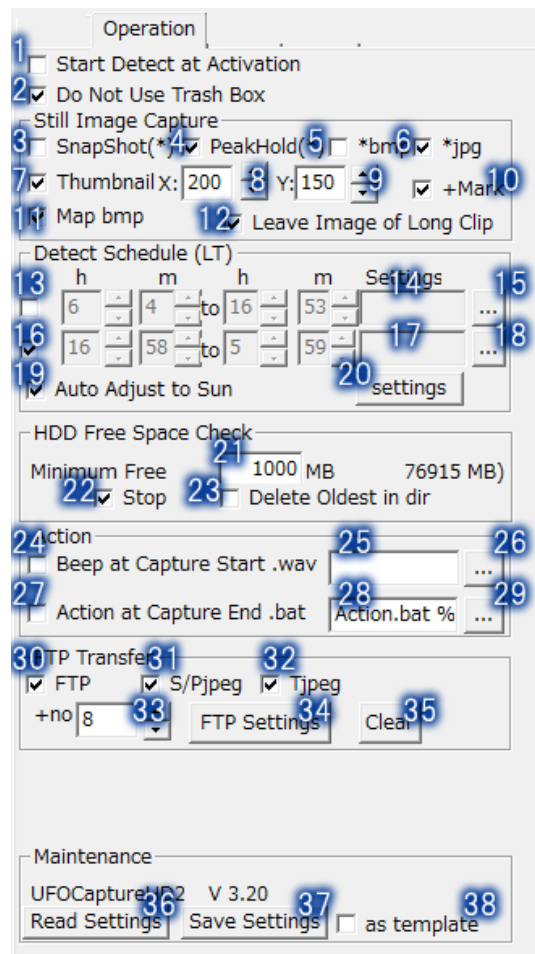 Operation
1
Start Detect at Activation
2 Do Not Use Trash Box
Still Image Capture
3 SnapShot(*) 4 PeakHold(*) 5 *bmp 6 *jpg
7 Thumbnail X: 200 8 Y: 150 9 +Mark 10
11 Map bmp 12 Leave Image of Long Clip
Detect Schedule (LT)
h m h m Settings
13 6 4 to 16 53 14 15 ...
16 16 58 to 5 59 17 18 ...
19 Auto Adjust to Sun 20 settings
HDD Free Space Check
21
Minimum Free 1000 MB 76915 MB)
22 Stop 23 Delete Oldest in dir
Action
24 Beep at Capture Start .wav 25 26 ...
27 Action at Capture End .bat 28 Action.bat % 29 ...
FTP Transfer
30 FTP 31 S/Pjpeg 32 Tjpeg
+no 8 33 FTP Settings 34 Clear 35
Maintenance
UFOCaptureHD2 V 3.20
Read Settings 36 Save Settings 37 as template 38